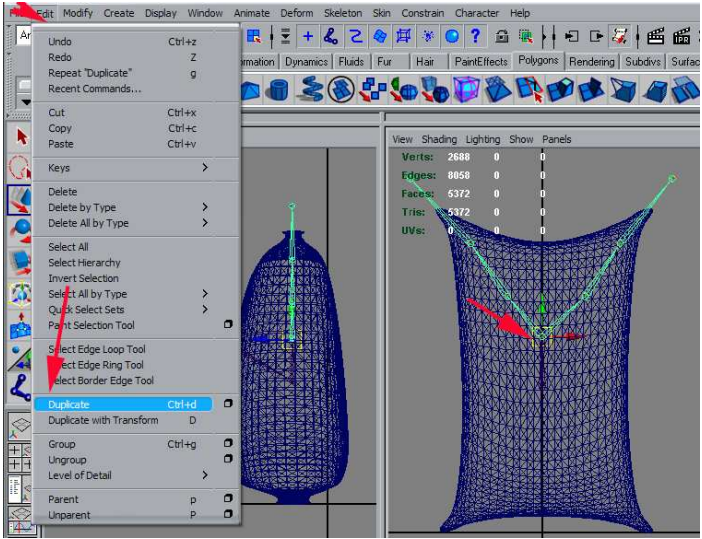 Edit Modify Create Display Window Animate Deform Skeleton Skin Constrain Character Help
Undo Ctrl+z
Redo Z
Repeat "Duplicate" g
Recent Commands...
Cut Ctrl+x
Copy Ctrl+c
Paste Ctrl+v
Keys
Delete
Delete by Type
Delete All by Type
Select All
Select Hierarchy
Invert Selection
Select All by Type
Quick Select Sets
Paint Selection Tool
Select Edge Loop Tool
Select Edge Ring Tool
Select Border Edge Tool
Duplicate Ctrl+d
Duplicate with Transform D
Group Ctrl+g
Ungroup
Level of Detail
Parent p
Unparent P
mation Dynamics Fluids Fur Hair PaintEffects Polygons Rendering Subdivs Surfac
View Shading Lighting Show Panels
Verts: 2688 0 0
Edges: 8058 0 0
Faces: 5372 0 0
Tris: 5372 0 0
UVs: 0 0 0